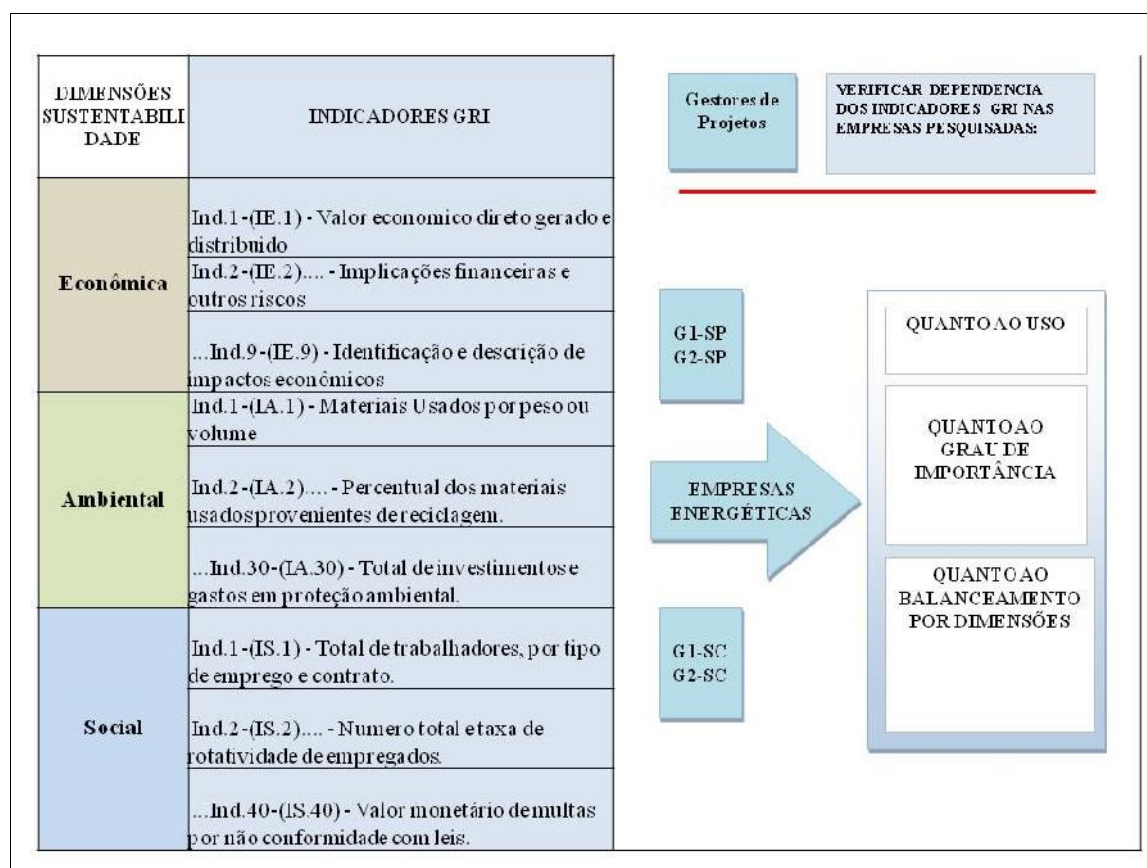 DIMENSÕES
SUSTENTABILI
DADE
INDICADORES GRI
Econômica
Ind.1-(IE.1) - Valor economico direto gerado e
distribuido
Ind.2-(IE.2).... - Implicações financeiras e
outros riscos
...Ind.9-(IE.9) - Identificação e descrição de
impactos econômicos
Ambiental
Ind.1-(IA.1) - Materiais Usados por peso ou
volume
Ind.2-(IA.2).... - Percentual dos materiais
usados provenientes de reciclagem.
...Ind.30-(IA.30) - Total de investimentos e
gastos em proteção ambiental.
Social
Ind.1-(IS.1) - Total de trabalhadores, por tipo
de emprego e contrato.
Ind.2-(IS.2).... - Numero total e taxa de
rotatividade de empregados.
...Ind.40-(IS.40) - Valor monetário de multas
por não conformidade com leis.
Gestores de
Projetos
VERIFICAR DEPENDENCIA
DOS INDICADORES GRI NAS
EMPRESAS PESQUISADAS:
G1-SP
G2-SP
EMPRESAS
ENERGÉTICAS
G1-SC
G2-SC
QUANTO AO USO
QUANTO AO
GRAU DE
IMPORTÂNCIA
QUANTO AO
BALANCEAMENTO
POR DIMENSÕES